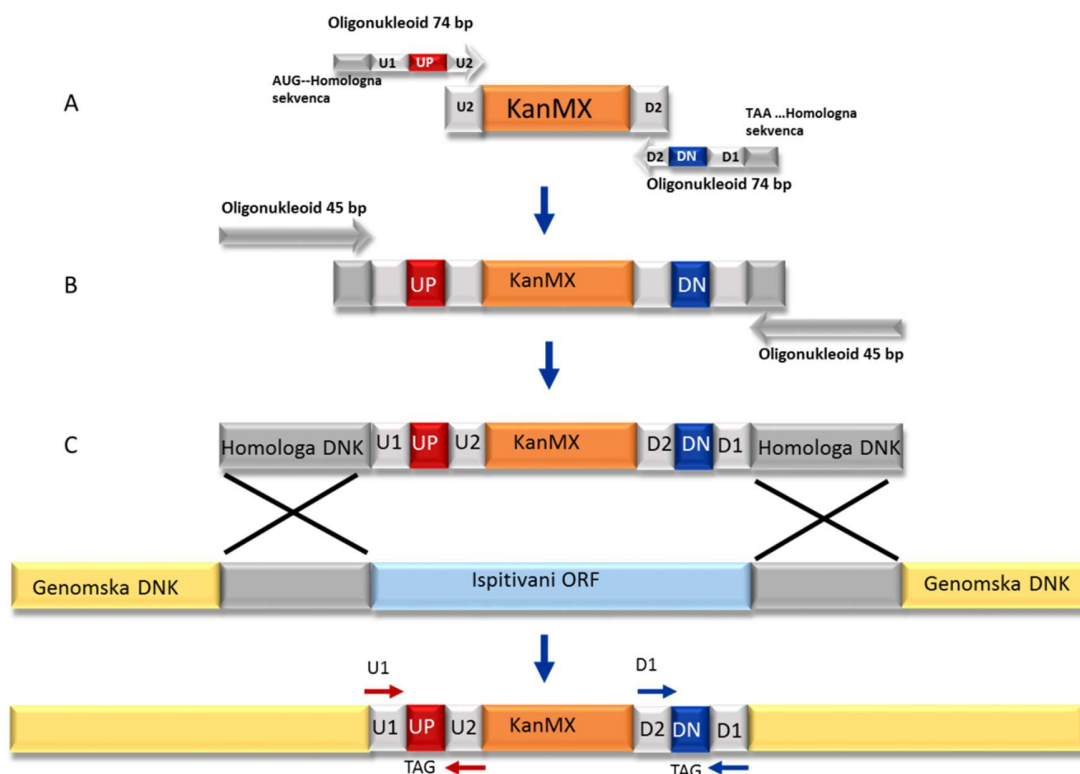 Oligonukleoid 74 bp
U1 UP U2
AUG--Homologna
sekvenca
A
U2 KanMX D2
TAA ...Homologna
sekvenca
D2 DN D1
Oligonukleoid 74 bp
Oligonukleoid 45 bp
B
UP KanMX DN
Oligonukleoid 45 bp
C
Homologa DNK U1 UP U2 KanMX D2 DN D1 Homologa DNK
Genomska DNK Ispitivani ORF Genomska DNK
U1 D1
U1 UP U2 KanMX D2 DN D1
TAG TAG